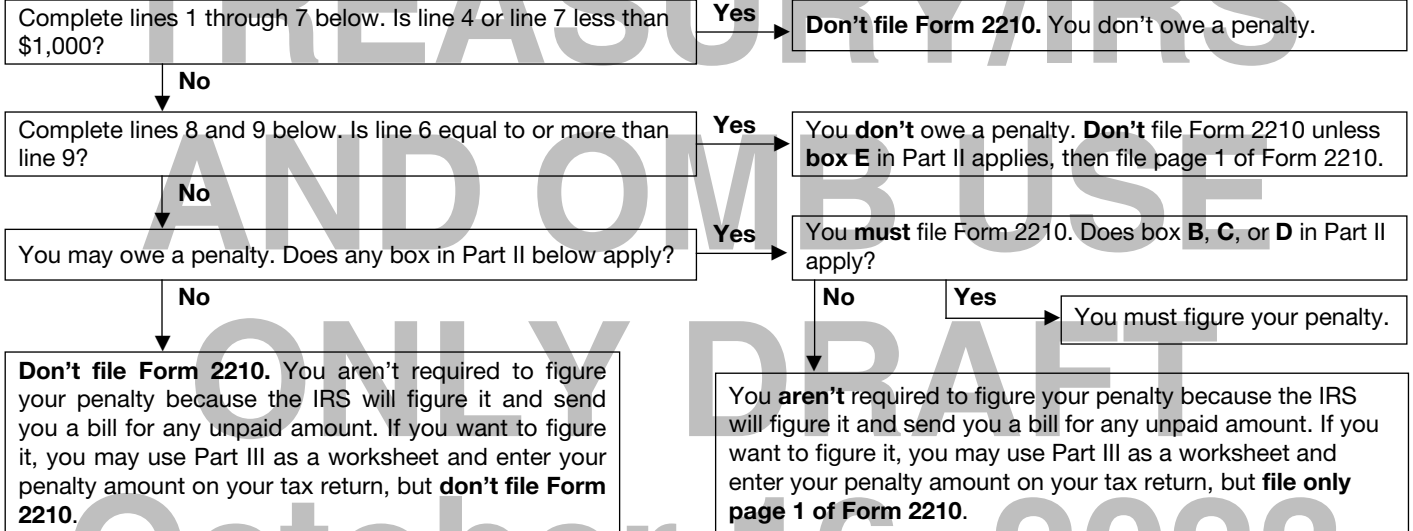 Complete lines 1 through 7 below. Is line 4 or line 7 less than
$1,000?
Yes
Don't file Form 2210. You don't owe a penalty.
No
Complete lines 8 and 9 below. Is line 6 equal to or more than
line 9?
Yes
You don't owe a penalty. Don't file Form 2210 unless
box E in Part II applies, then file page 1 of Form 2210.
No
You may owe a penalty. Does any box in Part II below apply?
Yes
You must file Form 2210. Does box B, C, or D in Part II
apply?
No
Yes
You must figure your penalty.
No
Don't file Form 2210. You aren't required to figure
your penalty because the IRS will figure it and send
you a bill for any unpaid amount. If you want to figure
it, you may use Part III as a worksheet and enter your
penalty amount on your tax return, but don't file Form
2210.
You aren't required to figure your penalty because the IRS
will figure it and send you a bill for any unpaid amount. If you
want to figure it, you may use Part III as a worksheet and
enter your penalty amount on your tax return, but file only
page 1 of Form 2210.
TREASURY/IRS
AND OMB USE
ONLY DRAFT